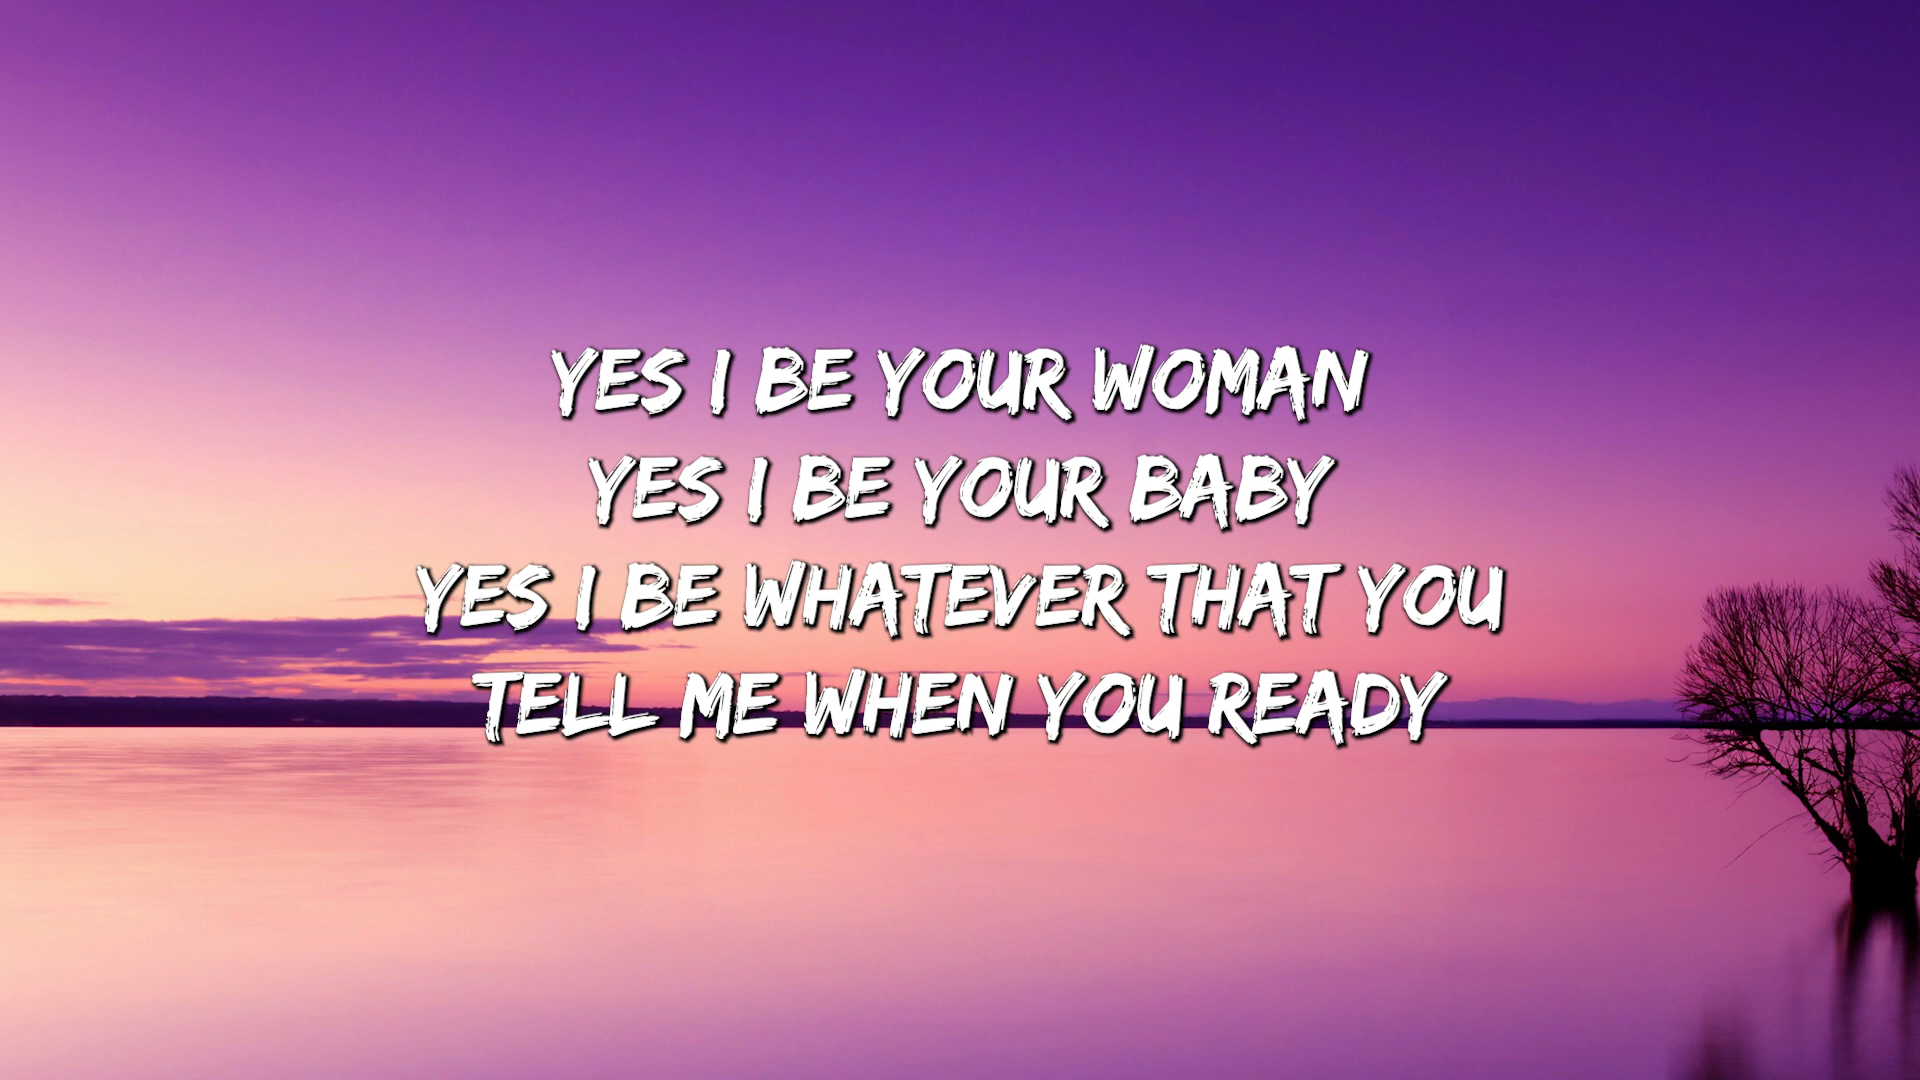 YES I BE YOUR WOMAN
YES I BE YOUR BABY
YES I BE WHATEVER THAT YOU
TELL ME WHEN YOU READY